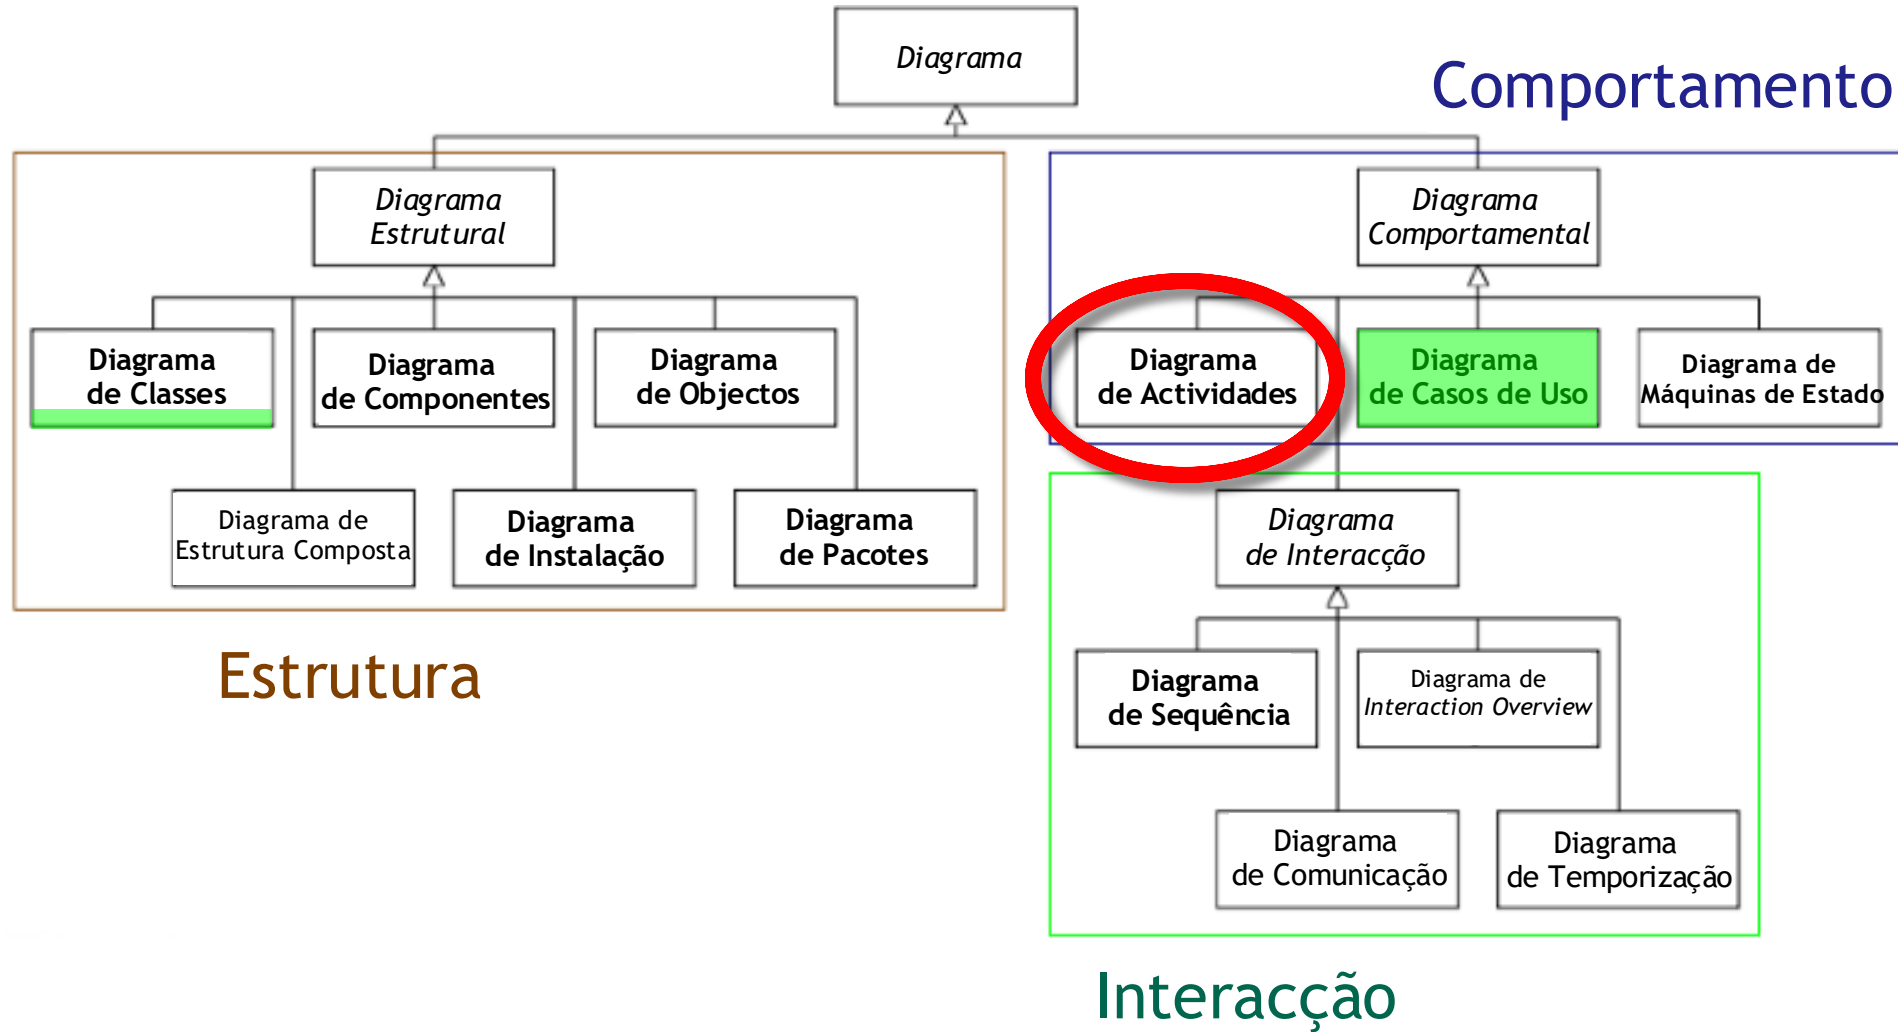 Diagrama
Comportamento
Diagrama
Estrutural
Diagrama
Comportamental
Diagrama
de Classes
Diagrama
de Componentes
Diagrama
de Objectos
Diagrama
de Actividades
Diagrama
de Casos de Uso
Diagrama de
Máquinas de Estado
Diagrama de
Estrutura Composta
Diagrama
de Instalação
Diagrama
de Pacotes
Diagrama
de Interacção
Estrutura
Diagrama
de Sequência
Diagrama de
Interaction Overview
Diagrama
de Comunicação
Diagrama
de Temporização
Interacção